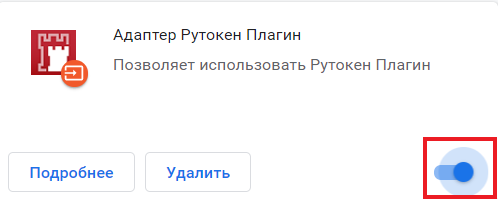 Адаптер Рутокен Плагин
Позволяет использовать Рутокен Плагин
Подробнее
Удалить